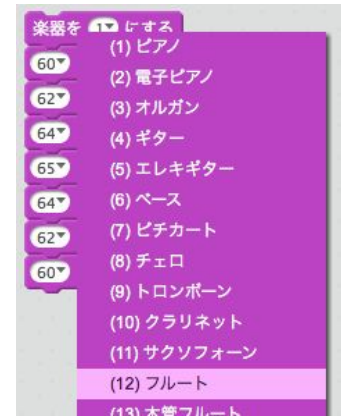 楽器を 1 にする
(1) ピアノ
60
(2) 電子ピアノ
62
(3) オルガン
64
(4) ギター
65
(5) エレキギター
64
(6) ベース
62
(7) ピチカート
60
(8) チェロ
(9) トロンボーン
(10) クラリネット
(11) サクソフォーン
(12) フルート
(13) 木管フルート